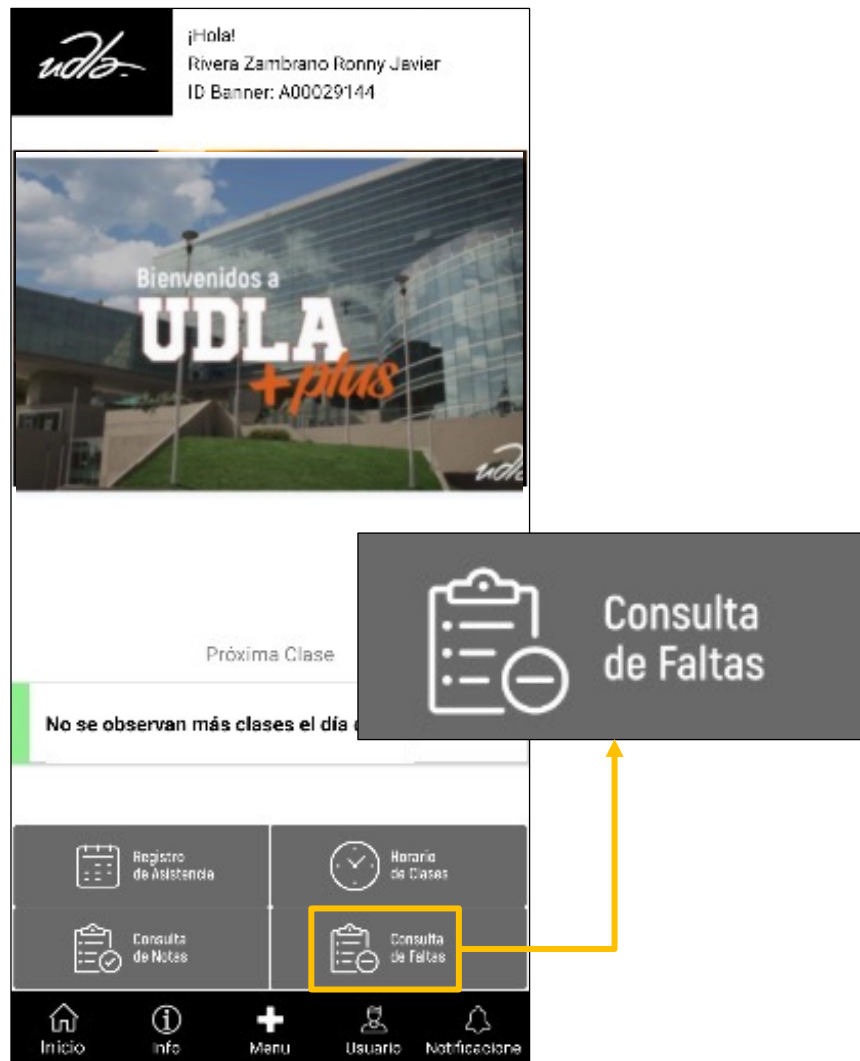 udla-
¡Hola!
Rivera Zambrano Ronny Javier
ID Banner: A00029144
Bienvenidos a
UDLA
+plus
udla
Próxima Clase
No se observan más clases el día
Consulta
de Faltas
Registro
de Asistencia
Horario
de Clases
Consulta
de Notas
Consulta
de Faltas
Inicio
Info
Menu
Usuario
Notificacione